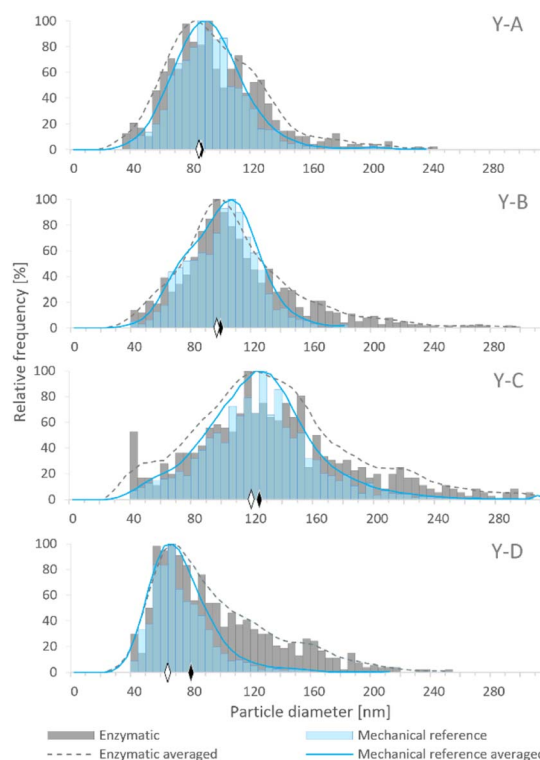 Y-A
100
80
60
40
20
0
0 40 80 120 160 200 240 280
Y-B
100
80
60
40
20
0
0 40 80 120 160 200 240 280
Relative frequency [%]
Y-C
100
80
60
40
20
0
0 40 80 120 160 200 240 280
Y-D
100
80
60
40
20
0
0 40 80 120 160 200 240 280
Particle diameter [nm]
Enzymatic Mechanical reference
Enzymatic averaged Mechanical reference averaged